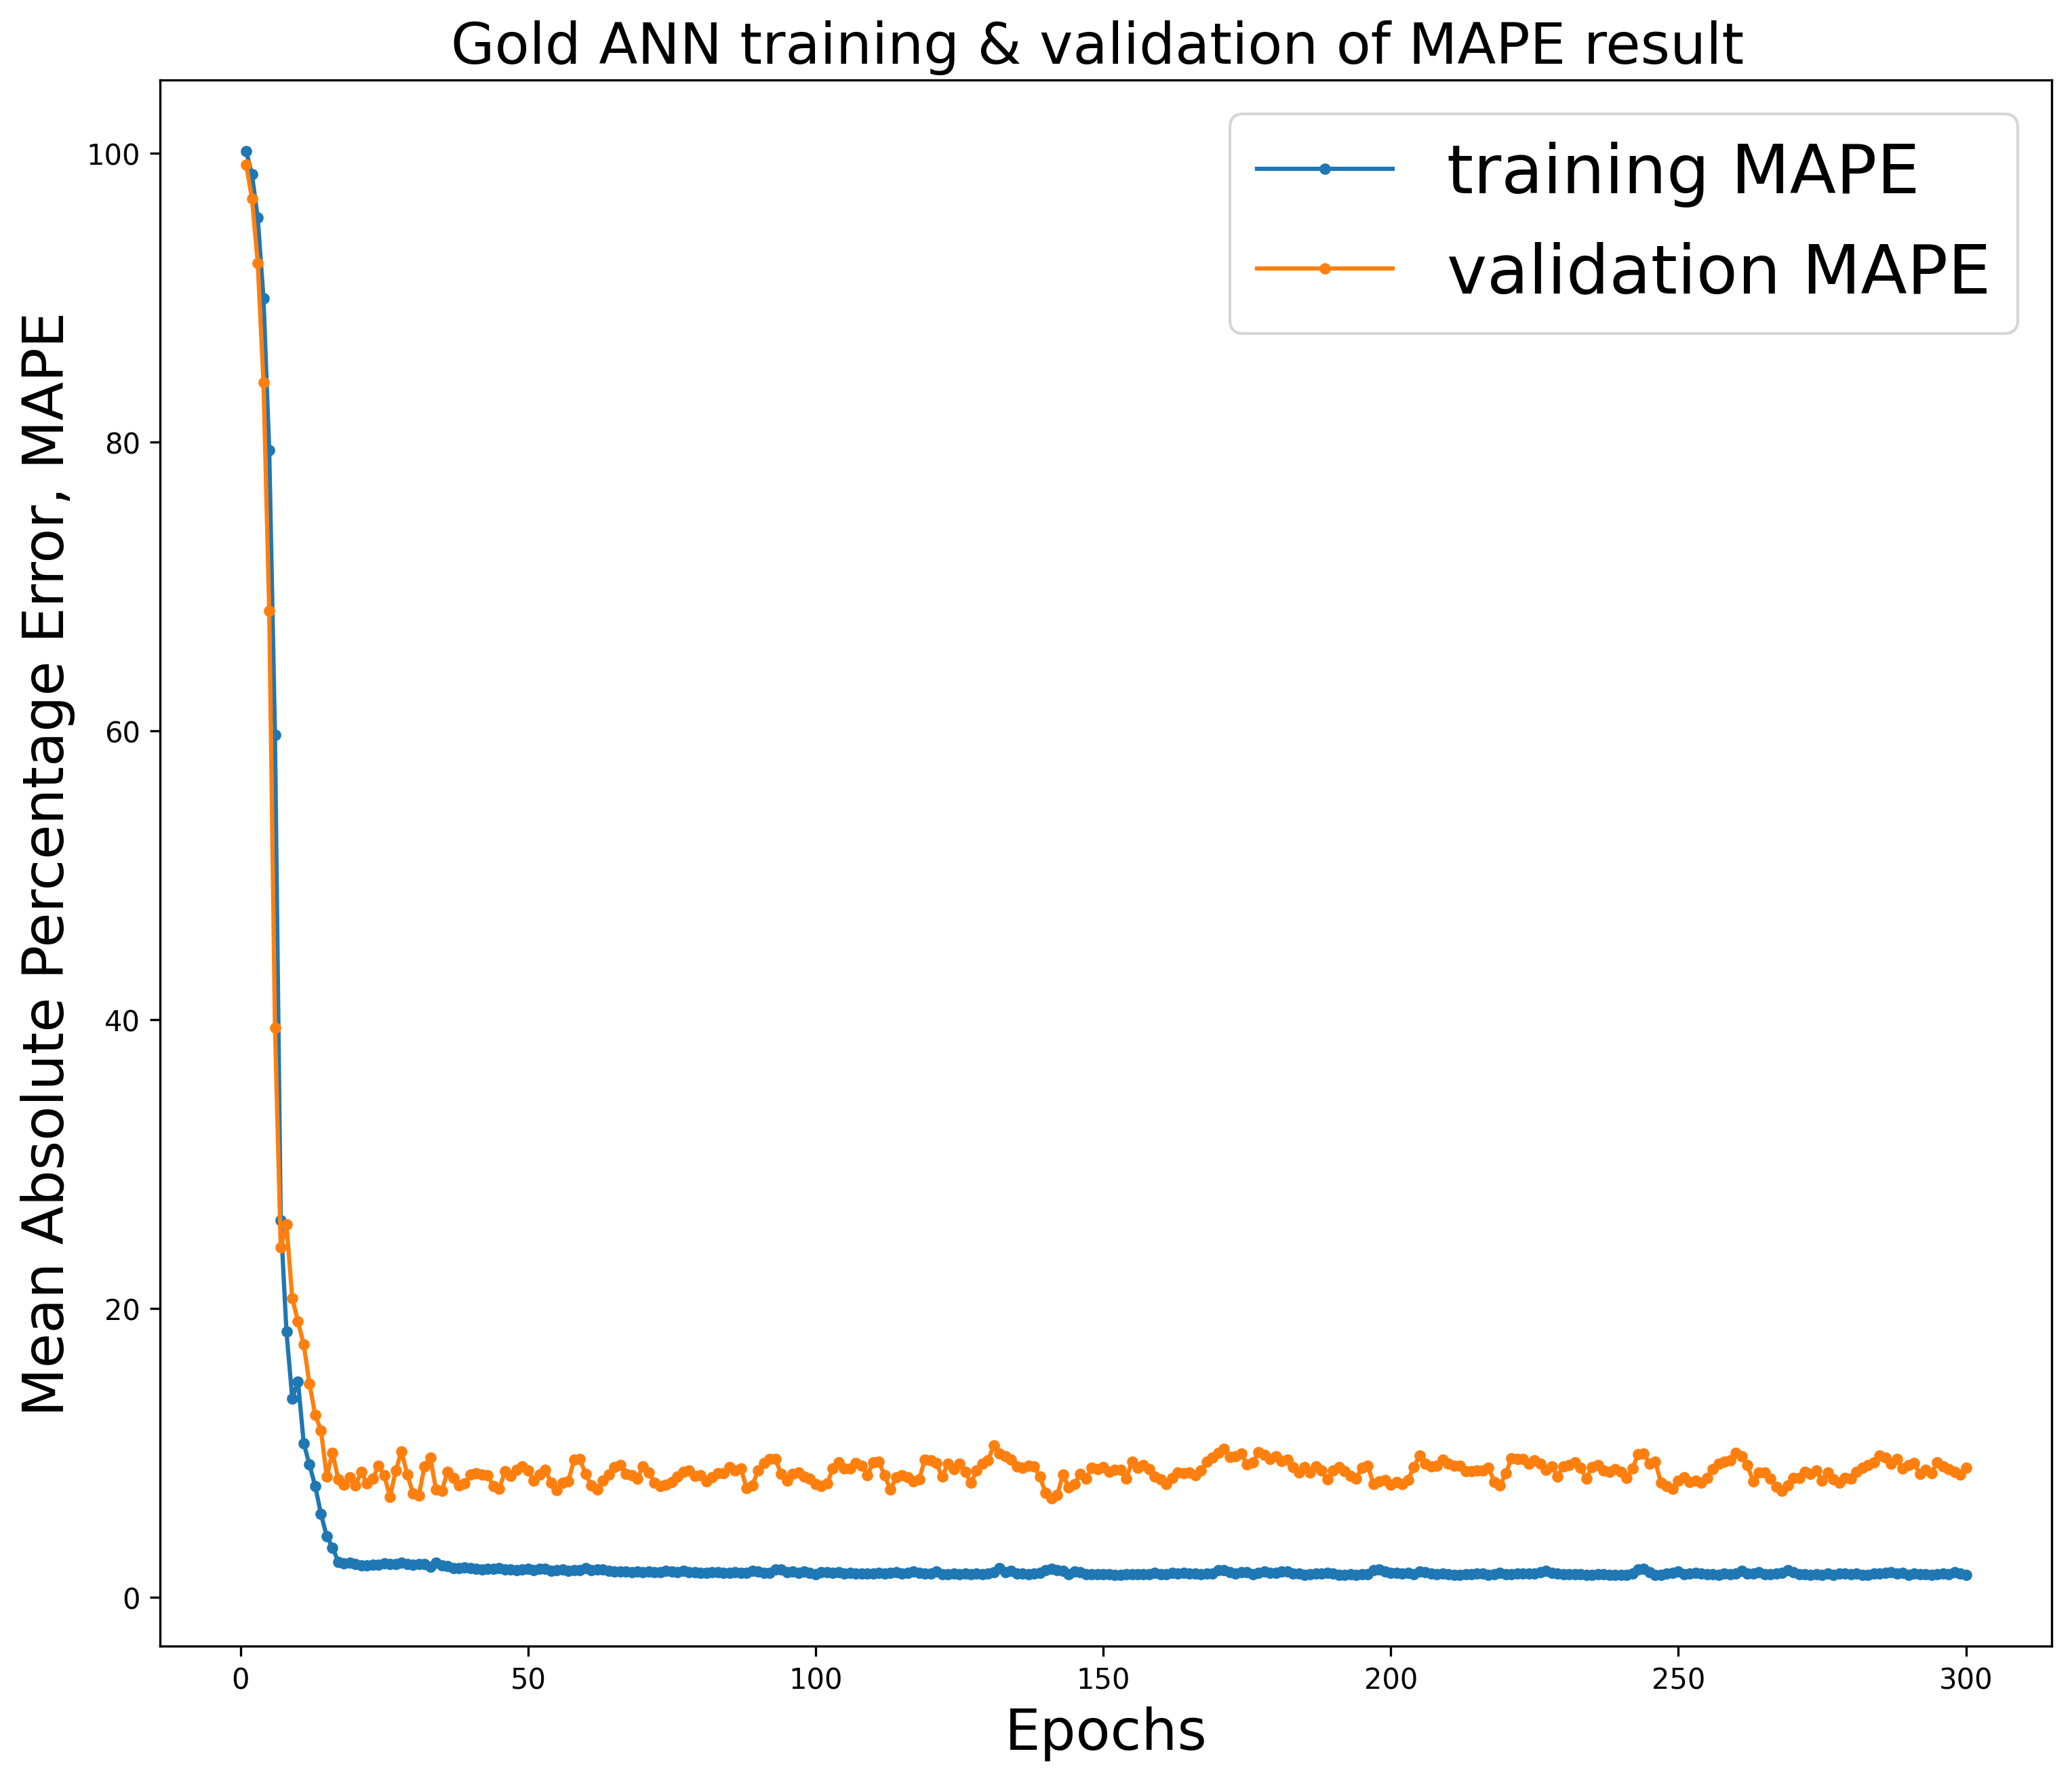 Gold ANN training & validation of MAPE result
training MAPE
validation MAPE
Mean Absolute Percentage Error, MAPE
100
80
60
40
20
0
0 50 100 150 200 250 300
Epochs